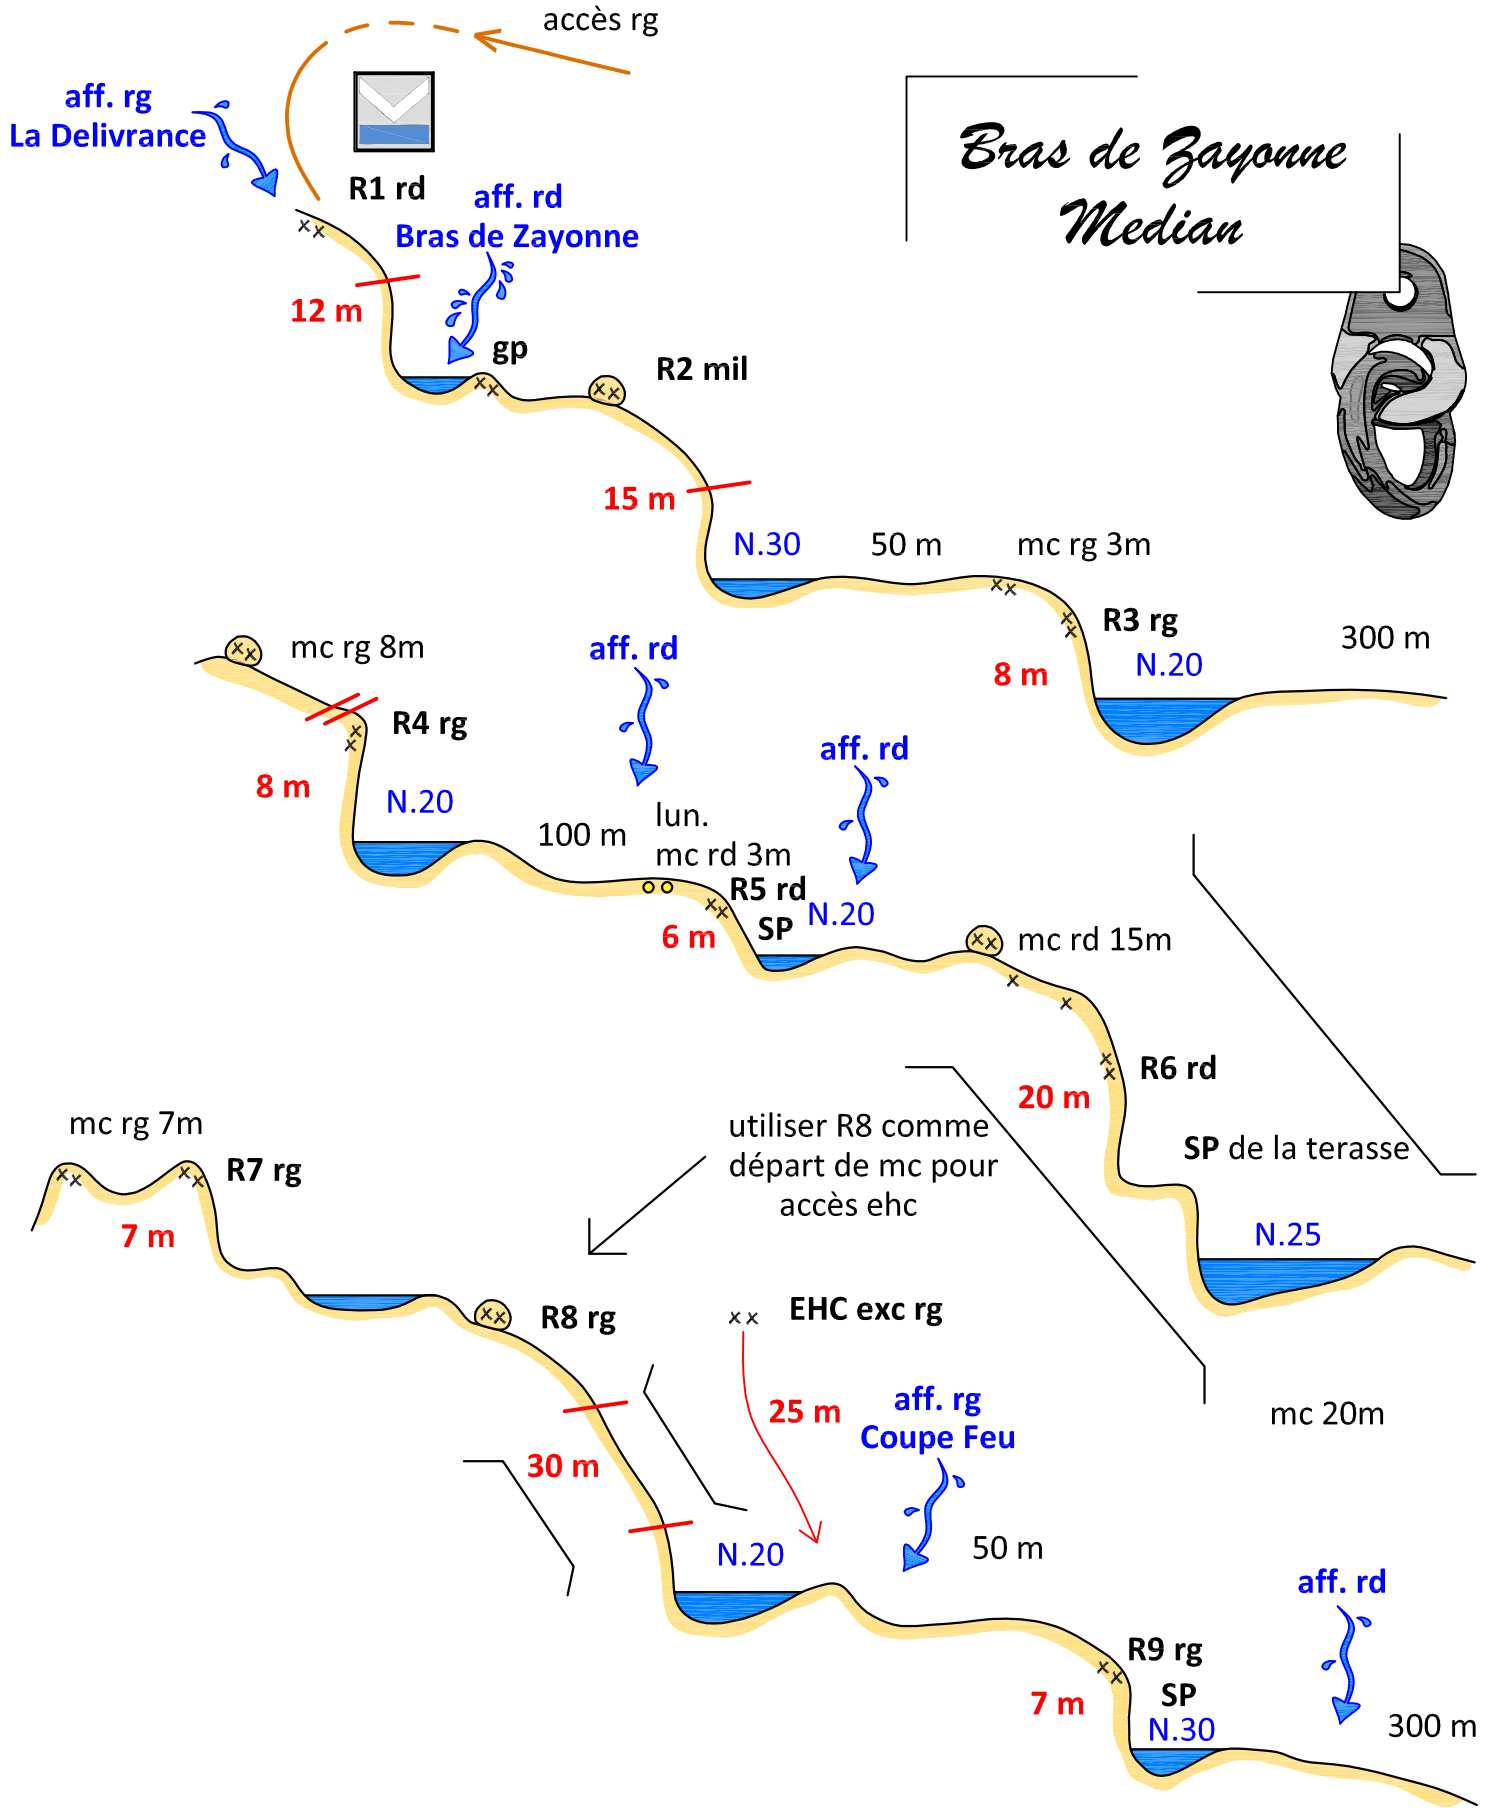 accès rg
Bras de Zayonne
Median
aff. rg
La Delivrance
R1 rd
aff. rd
Bras de Zayonne
12 m
gp
R2 mil
15 m
N.30
50 m
mc rg 3m
R3 rg
8 m
N.20
300 m
mc rg 8m
R4 rg
8 m
N.20
aff. rd
100 m
lun.
mc rd 3m
R5 rd
SP
6 m
aff. rd
N.20
mc rd 15m
R6 rd
20 m
SP de la terasse
N.25
mc rg 7m
R7 rg
7 m
utiliser R8 comme
départ de mc pour
accès ehc
R8 rg
30 m
EHC exc rg
25 m
N.20
aff. rg
Coupe Feu
mc 20m
50 m
R9 rg
SP
7 m
N.30
aff. rd
300 m